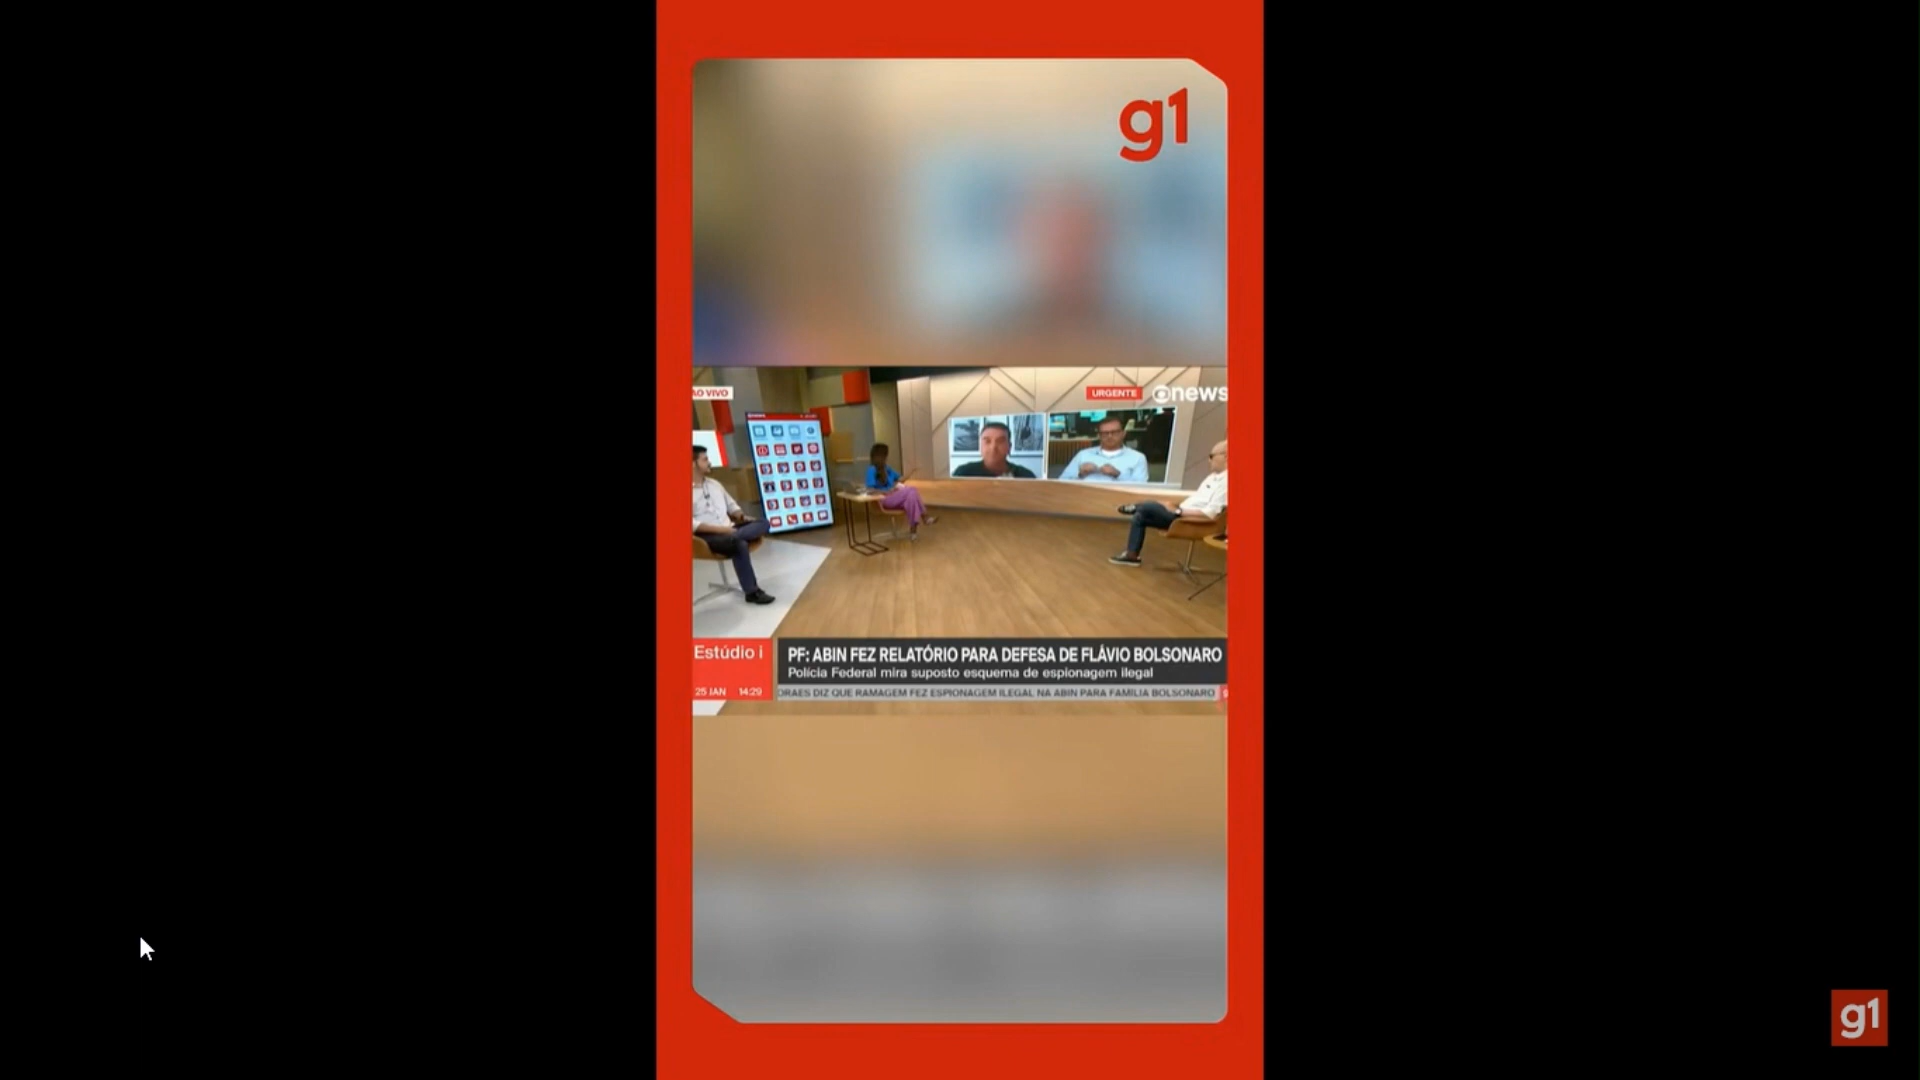 g1
AO VIVO
URGENTE
news
Estúdio i
PF: ABIN FEZ RELATÓRIO PARA DEFESA DE FLÁVIO BOLSONARO
Polícia Federal mira suposto esquema de espionagem ilegal
25 JAN 14:29
ORAES DIZ QUE RAMAGEM FEZ ESPIONAGEM ILEGAL NA ABIN PARA FAMÍLIA BOLSONARO
g1